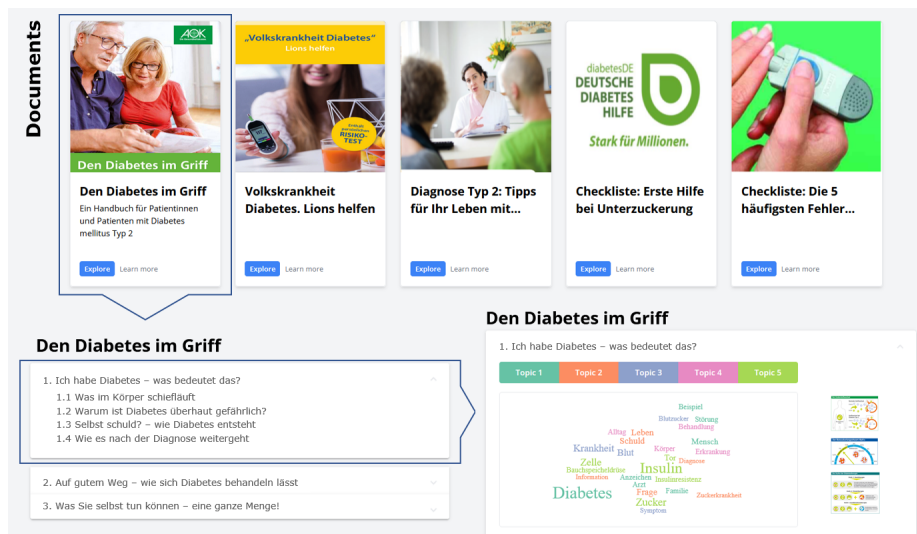 Documents
AOK
Den Diabetes im Griff
Den Diabetes im Griff
Ein Handbuch für Patientinnen
und Patienten mit Diabetes
mellitus Typ 2
Explore
Learn more
„Volkskrankheit Diabetes“
Lions helfen
RISIKO-
TEST
Volkskrankheit
Diabetes. Lions helfen
Explore
Learn more
Diagnose Typ 2: Tipps
für Ihr Leben mit...
Explore
Learn more
diabetesDE
DEUTSCHE
DIABETES
HILFE
Stark für Millionen.
Checkliste: Erste Hilfe
bei Unterzuckerung
Explore
Learn more
Checkliste: Die 5
häufigsten Fehler...
Explore
Learn more
Den Diabetes im Griff
1. Ich habe Diabetes – was bedeutet das?
1.1 Was im Körper schiefläuft
1.2 Warum ist Diabetes überhaut gefährlich?
1.3 Selbst schuld? – wie Diabetes entsteht
1.4 Wie es nach der Diagnose weitergeht
2. Auf gutem Weg – wie sich Diabetes behandeln lässt
3. Was Sie selbst tun können – eine ganze Menge!
Den Diabetes im Griff
1. Ich habe Diabetes – was bedeutet das?
Topic 1
Topic 2
Topic 3
Topic 4
Topic 5
Beispiel
Blutzucker
Störung
Behandlung
Alltag
Leben
Schuld
Mensch
Krankheit
Blut
Körper
Erkrankung
Zelle
Tor
Diagnose
Bauchspeicheldrüse
Insulin
Information
Anzeichen
Insulinresistenz
Arzt
Diabetes
Frage
Familie
Zuckerkrankheit
Zucker
Symptom